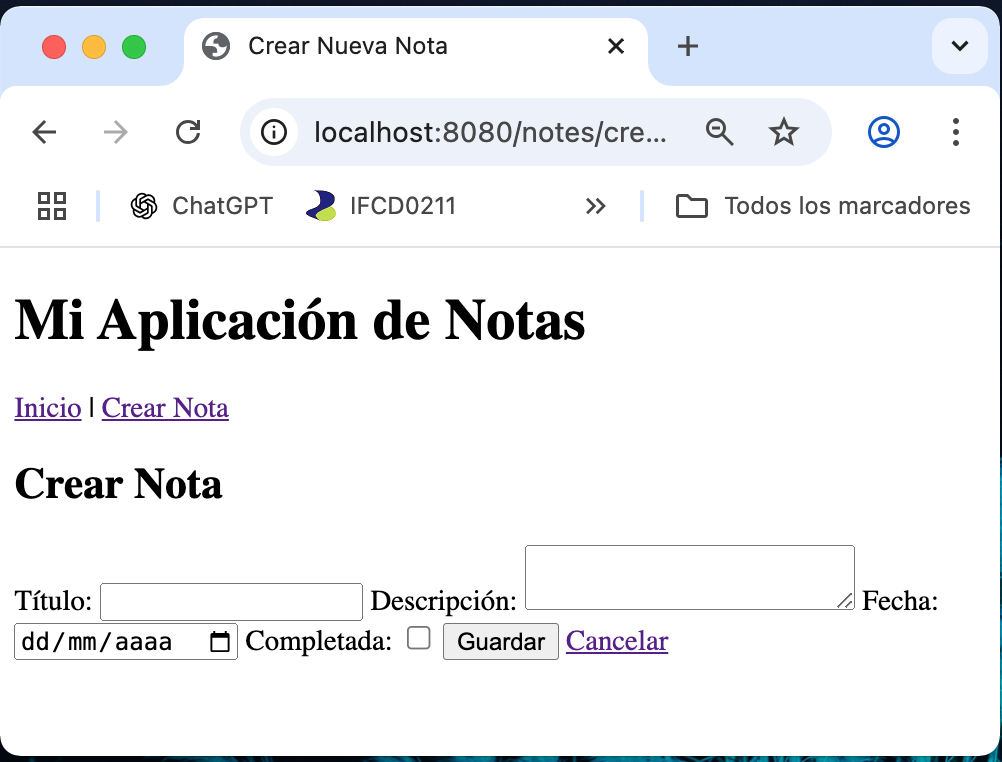 Crear Nueva Nota
localhost:8080/notes/cre...
ChatGPT IFCD0211 Todos los marcadores
Mi Aplicación de Notas
Inicio | Crear Nota
Crear Nota
Título: Descripción: Fecha:
dd/mm/aaaa Completada: Guardar Cancelar